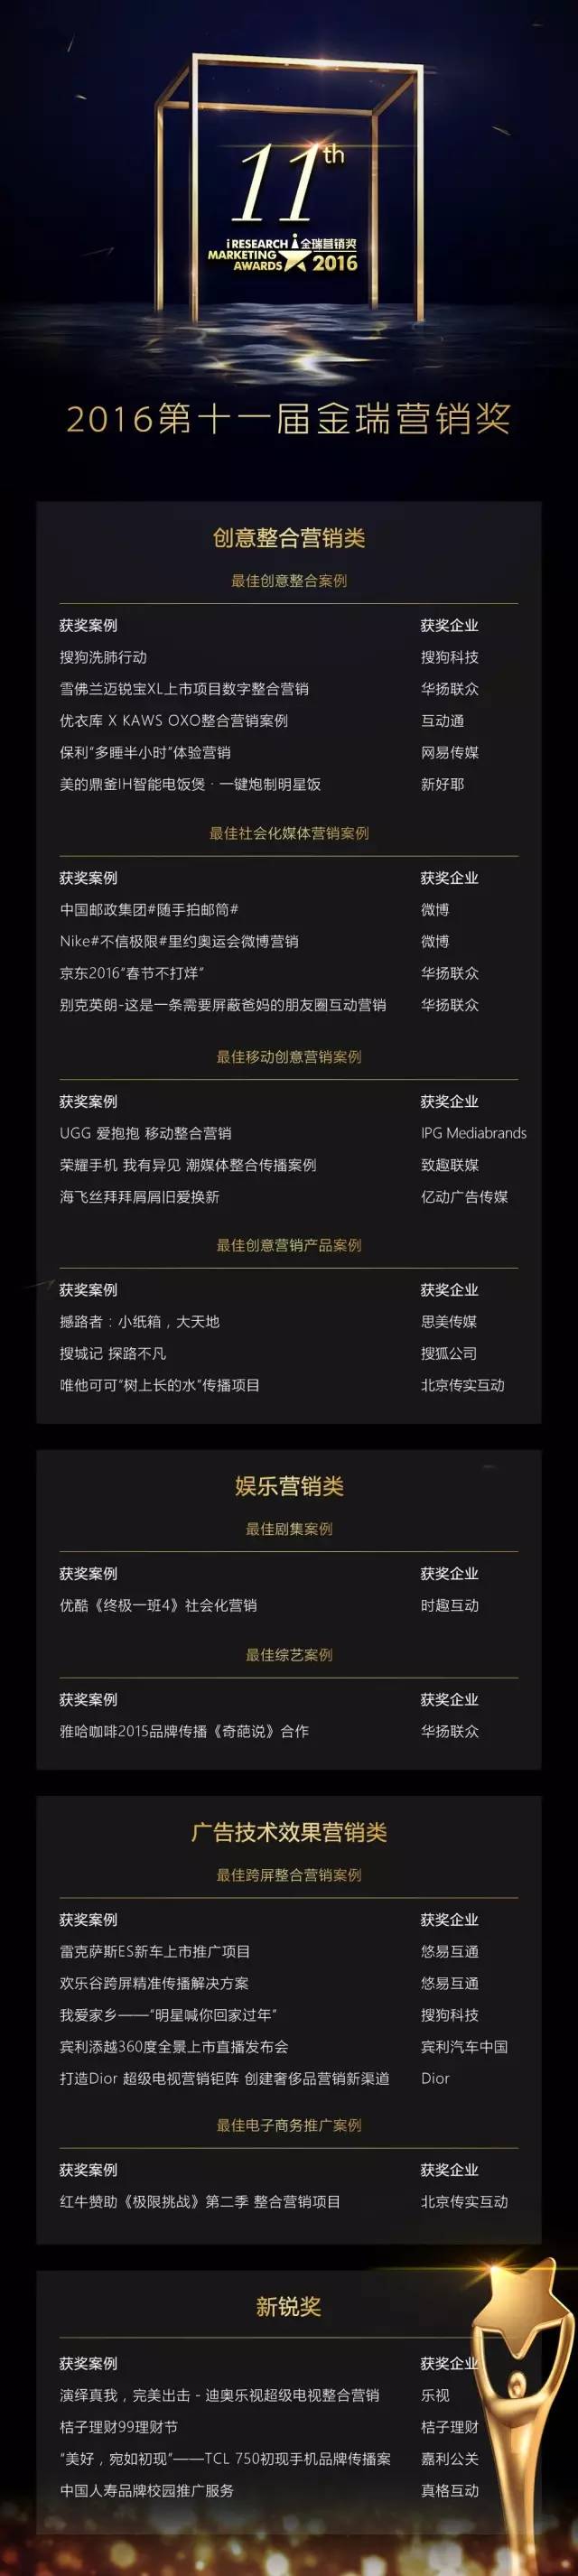 11th
iRESEARCH 金瑞营销奖
MARKETING
AWARDS 2016
2016第十一届金瑞营销奖
创意整合营销类
最佳创意整合案例
获奖案例 获奖企业
搜狗洗肺行动 搜狗科技
雪佛兰迈锐宝XL上市项目数字整合营销 华扬联众
优衣库 X KAWS OXO整合营销案例 互动通
保利“多睡半小时”体验营销 网易传媒
美的鼎釜IH智能电饭煲 · 一键炮制明星饭 新好耶
最佳社会化媒体营销案例
获奖案例 获奖企业
中国邮政集团#随手拍邮筒# 微博
Nike#不信极限#里约奥运会微博营销 微博
京东2016“春节不打烊” 华扬联众
别克英朗-这是一条需要屏蔽爸妈的朋友圈互动营销 华扬联众
最佳移动创意营销案例
获奖案例 获奖企业
UGG 爱抱抱 移动整合营销 IPG Mediabrands
荣耀手机 我有异见 潮媒体整合传播案例 致趣联媒
海飞丝拜拜屑屑旧爱换新 亿动广告传媒
最佳创意营销产品案例
获奖案例 获奖企业
撼路者：小纸箱，大天地 思美传媒
搜城记 探路不凡 搜狐公司
唯他可可“树上长的水”传播项目 北京传实互动
娱乐营销类
最佳剧集案例
获奖案例 获奖企业
优酷《终极一班4》社会化营销 时趣互动
最佳综艺案例
获奖案例 获奖企业
雅哈咖啡2015品牌传播《奇葩说》合作 华扬联众
广告技术效果营销类
最佳跨屏整合营销案例
获奖案例 获奖企业
雷克萨斯ES新车上市推广项目 悠易互通
欢乐谷跨屏精准传播解决方案 悠易互通
我爱家乡——“明星喊你回家过年” 搜狗科技
宾利添越360度全景上市直播发布会 宾利汽车中国
打造Dior 超级电视营销钜阵 创建奢侈品营销新渠道 Dior
最佳电子商务推广案例
获奖案例 获奖企业
红牛赞助《极限挑战》第二季 整合营销项目 北京传实互动
新锐奖
获奖案例 获奖企业
演绎真我，完美出击 - 迪奥乐视超级电视整合营销 乐视
桔子理财99理财节 桔子理财
“美好，宛如初现”——TCL 750初现手机品牌传播案 嘉利公关
中国人寿品牌校园推广服务 真格互动